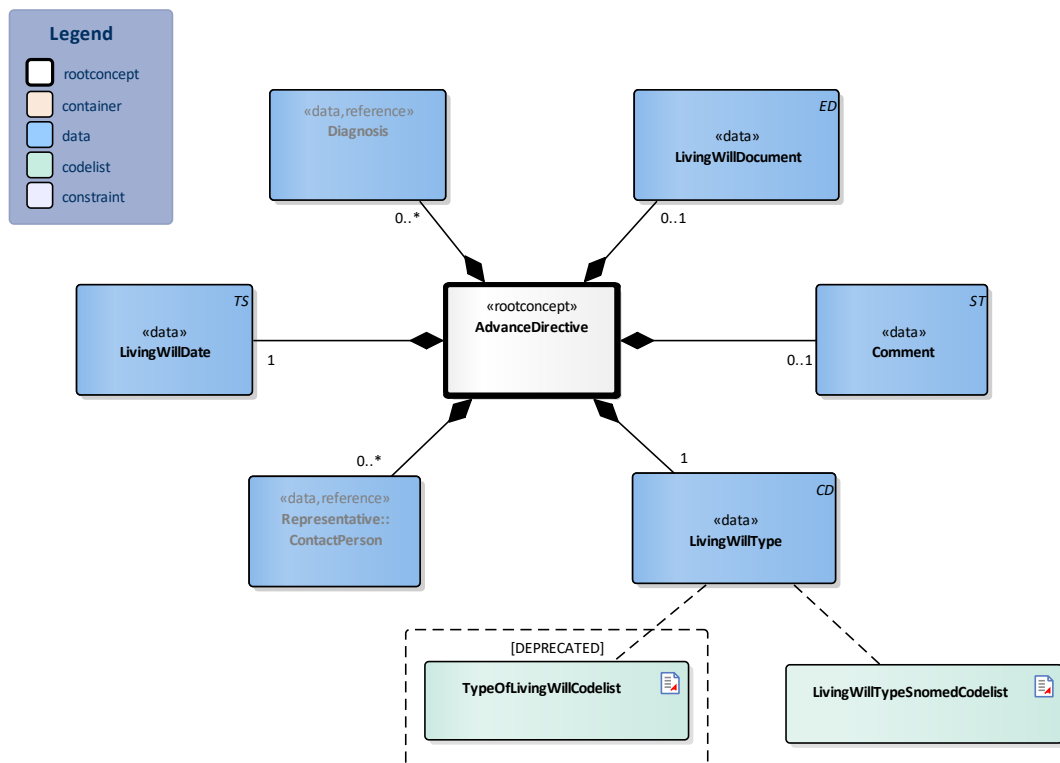 Legend
rootconcept
container
data
codelist
constraint
«data,reference»
Diagnosis
0..*
ED
«data»
LivingWillDocument
0..1
TS
«data»
LivingWillDate
1
«rootconcept»
AdvanceDirective
ST
«data»
Comment
0..1
0..*
«data,reference»
Representative::
ContactPerson
1
CD
«data»
LivingWillType
[DEPRECATED]
TypeOfLivingWillCodelist
LivingWillTypeSnomedCodelist